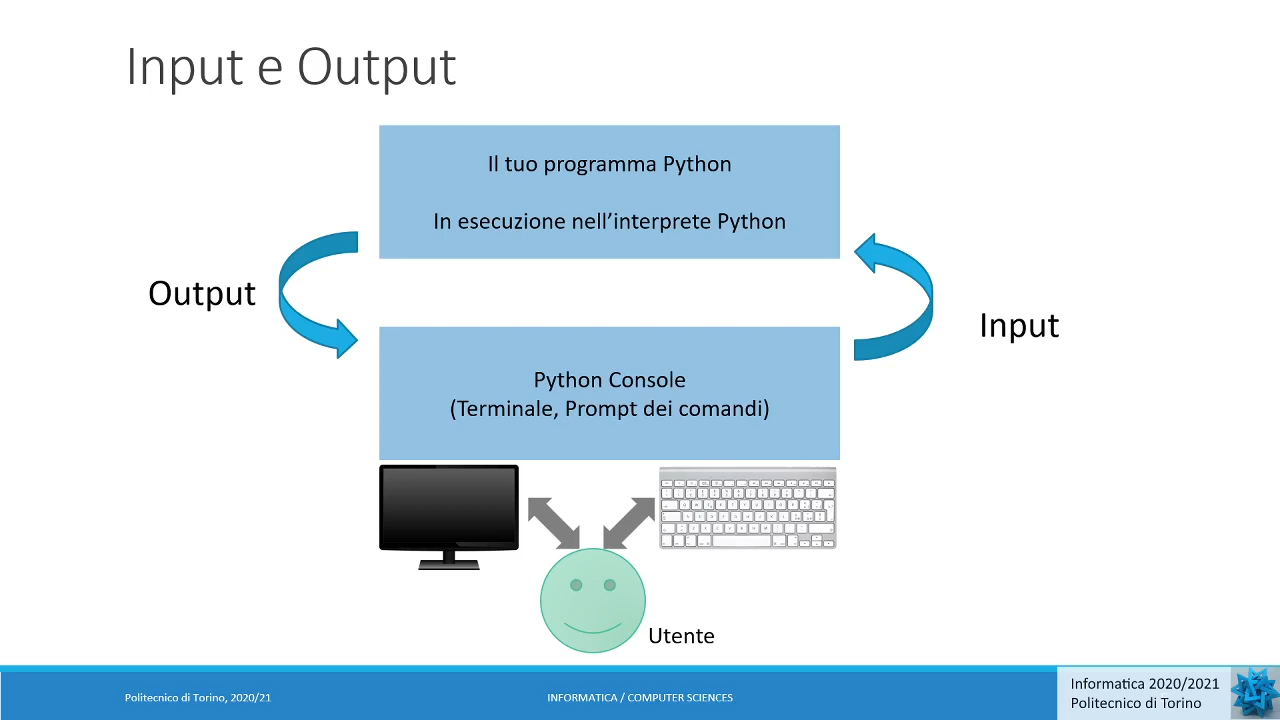 Input e Output
Il tuo programma Python
In esecuzione nell’interprete Python
Output
Input
Python Console
(Terminale, Prompt dei comandi)
Utente
Politecnico di Torino, 2020/21
INFORMATICA / COMPUTER SCIENCES
Informatica 2020/2021
Politecnico di Torino